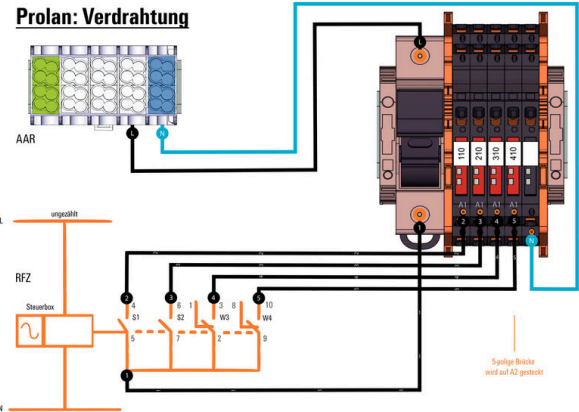 Prolan: Verdrahtung
L
AAR
L
N
110
210
310
410
A1
A1
A1
A1
2
3
4
5
1
N
L
ungezählt
RFZ
Steuerbox
2
3
4
5
4
6
1
3
8
10
S1
S2
W3
W4
5
7
2
9
1
N
5-polige Brücke
wird auf A2 gesteckt